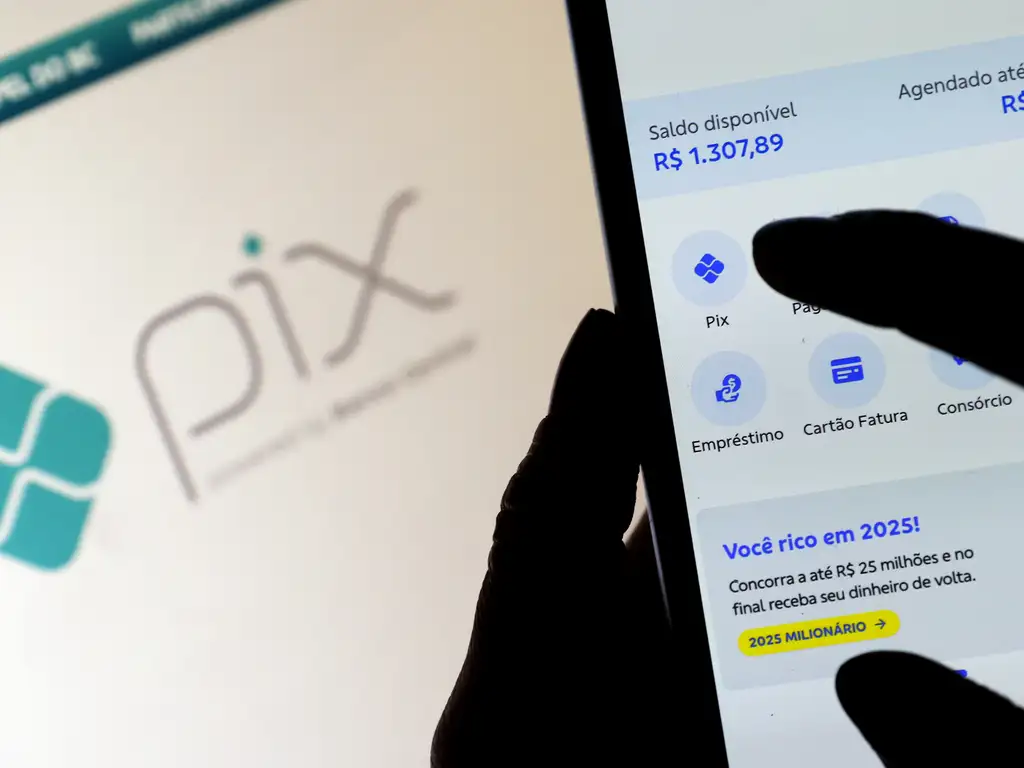 pix
Saldo disponível
R$ 1.307,89
Agendado até
R$
Pix
Empréstimo
Cartão Fatura
Consórcio
Você rico em 2025!
Concorra a até R$ 25 milhões e no
final receba seu dinheiro de volta.
2025 MILIONÁRIO →